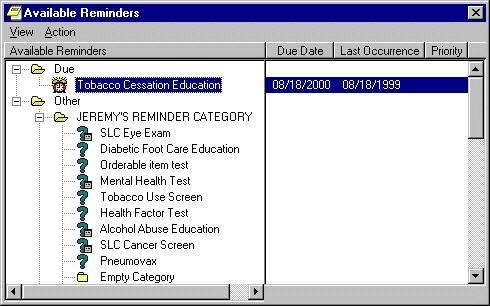 Available Reminders
View Action
Available Reminders Due Date Last Occurrence Priority
Due
Tobacco Cessation Education 08/18/2000 08/18/1999
Other
JEREMY'S REMINDER CATEGORY
SLC Eye Exam
Diabetic Foot Care Education
Orderable item test
Mental Health Test
Tobacco Use Screen
Health Factor Test
Alcohol Abuse Education
SLC Cancer Screen
Pneumovax
Empty Category